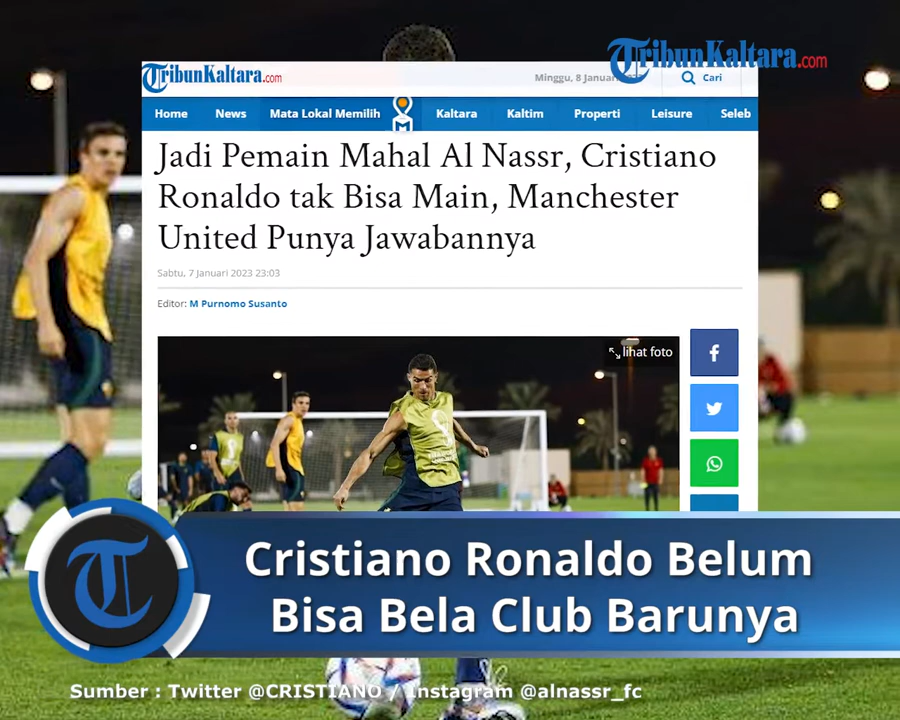 TribunKaltara.com
TribunKaltara.com
Minggu, 8 Januari
Cari
Home News Mata Lokal Memilih M Kaltara Kaltim Properti Leisure Seleb
Jadi Pemain Mahal Al Nassr, Cristiano
Ronaldo tak Bisa Main, Manchester
United Punya Jawabannya
Sabtu, 7 Januari 2023 23:03
Editor: M Purnomo Susanto
lihat foto
f
T
Cristiano Ronaldo Belum
Bisa Bela Club Barunya
Sumber : Twitter @CRISTIANO / Instagram @alnassr_fc